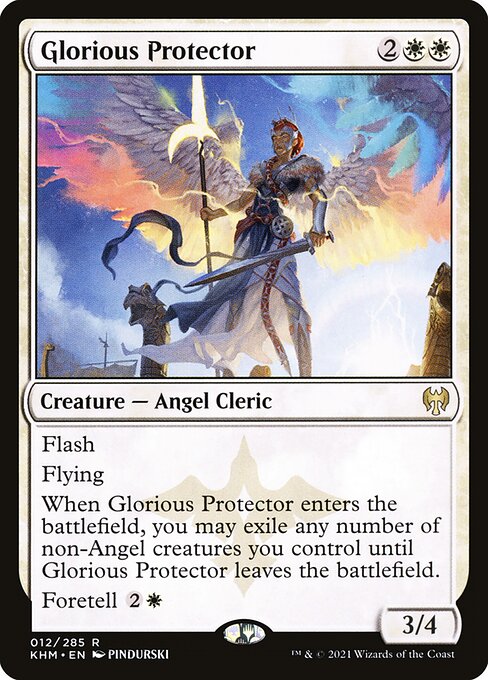 Glorious Protector 2
Creature — Angel Cleric
Flash
Flying
When Glorious Protector enters the
battlefield, you may exile any number of
non-Angel creatures you control until
Glorious Protector leaves the battlefield.
Foretell 2
3/4
012/285 R
KHM • EN PINDURSKI
™ & © 2021 Wizards of the Coast